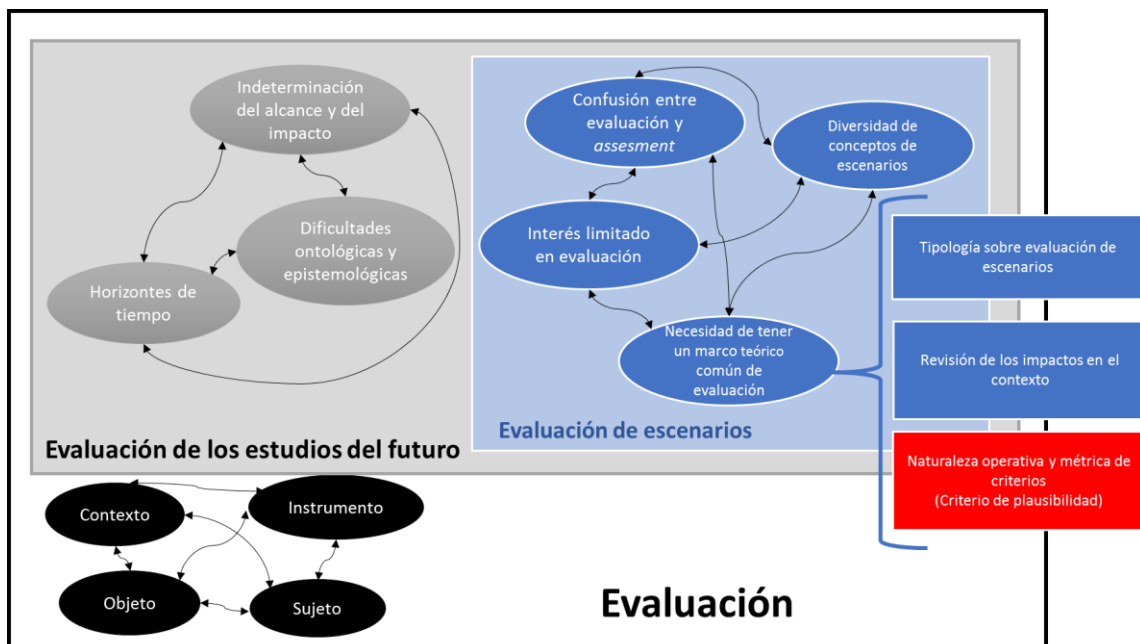 Indeterminación
del alcance y del
impacto
Dificultades
ontológicas y
epistemológicas
Horizontes de
tiempo
Evaluación de los estudios del futuro
Confusión entre
evaluación y
assesment
Diversidad de
conceptos de
escenarios
Interés limitado
en evaluación
Necesidad de tener
un marco teórico
común de
evaluación
Evaluación de escenarios
Tipología sobre evaluación de
escenarios
Revisión de los impactos en el
contexto
Naturaleza operativa y métrica de
criterios
(Criterio de plausibilidad)
Contexto
Instrumento
Objeto
Sujeto
Evaluación